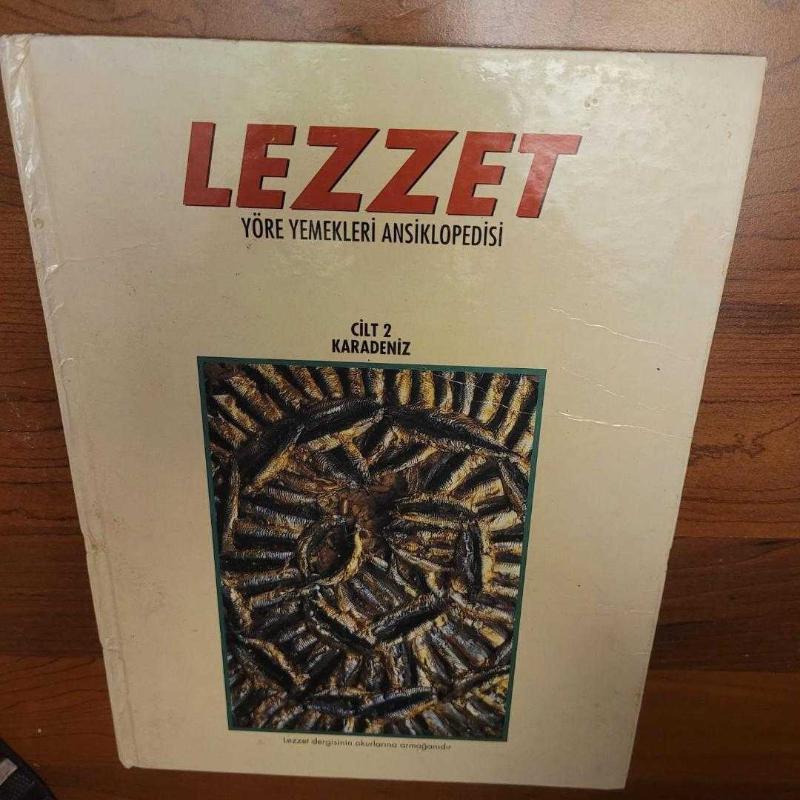 LEZZET
YÖRE YEMEKLERİ ANSİKLOPEDİSİ
CİLT 2
KARADENİZ
Lezzet dergisinin okurlarına armağanıdır